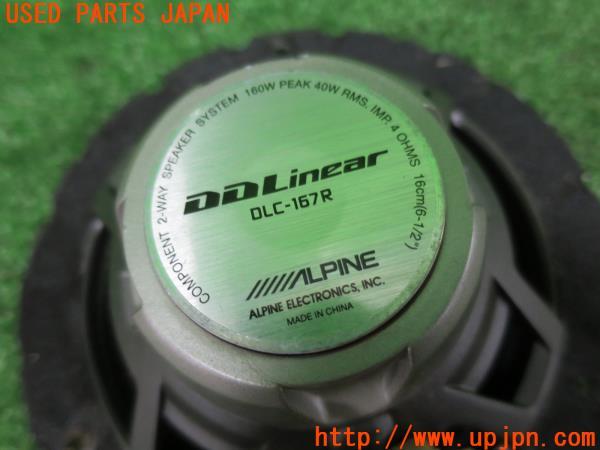 USED PARTS JAPAN
COMPONENT 2-WAY SPEAKER SYSTEM 160W PEAK 40W RMS, IMP. 4 OHMS 16cm(6-1/2")
DDLinear
DLC-167R
ALPINE
ALPINE ELECTRONICS, INC.
MADE IN CHINA
http://www.upjpn.com/